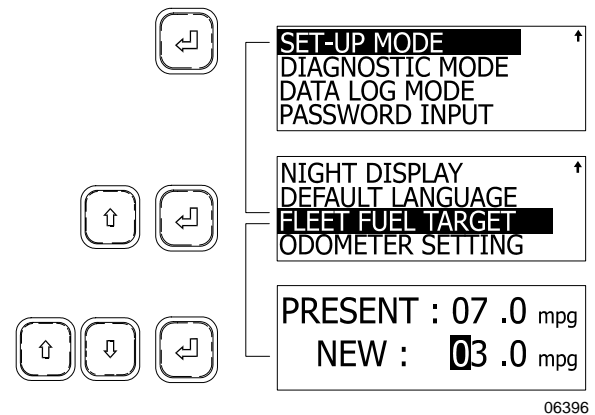 SET-UP MODE
DIAGNOSTIC MODE
DATA LOG MODE
PASSWORD INPUT
NIGHT DISPLAY
DEFAULT LANGUAGE
FLEET FUEL TARGET
ODOMETER SETTING
PRESENT : 07 .0 mpg
NEW : 03 .0 mpg
06396